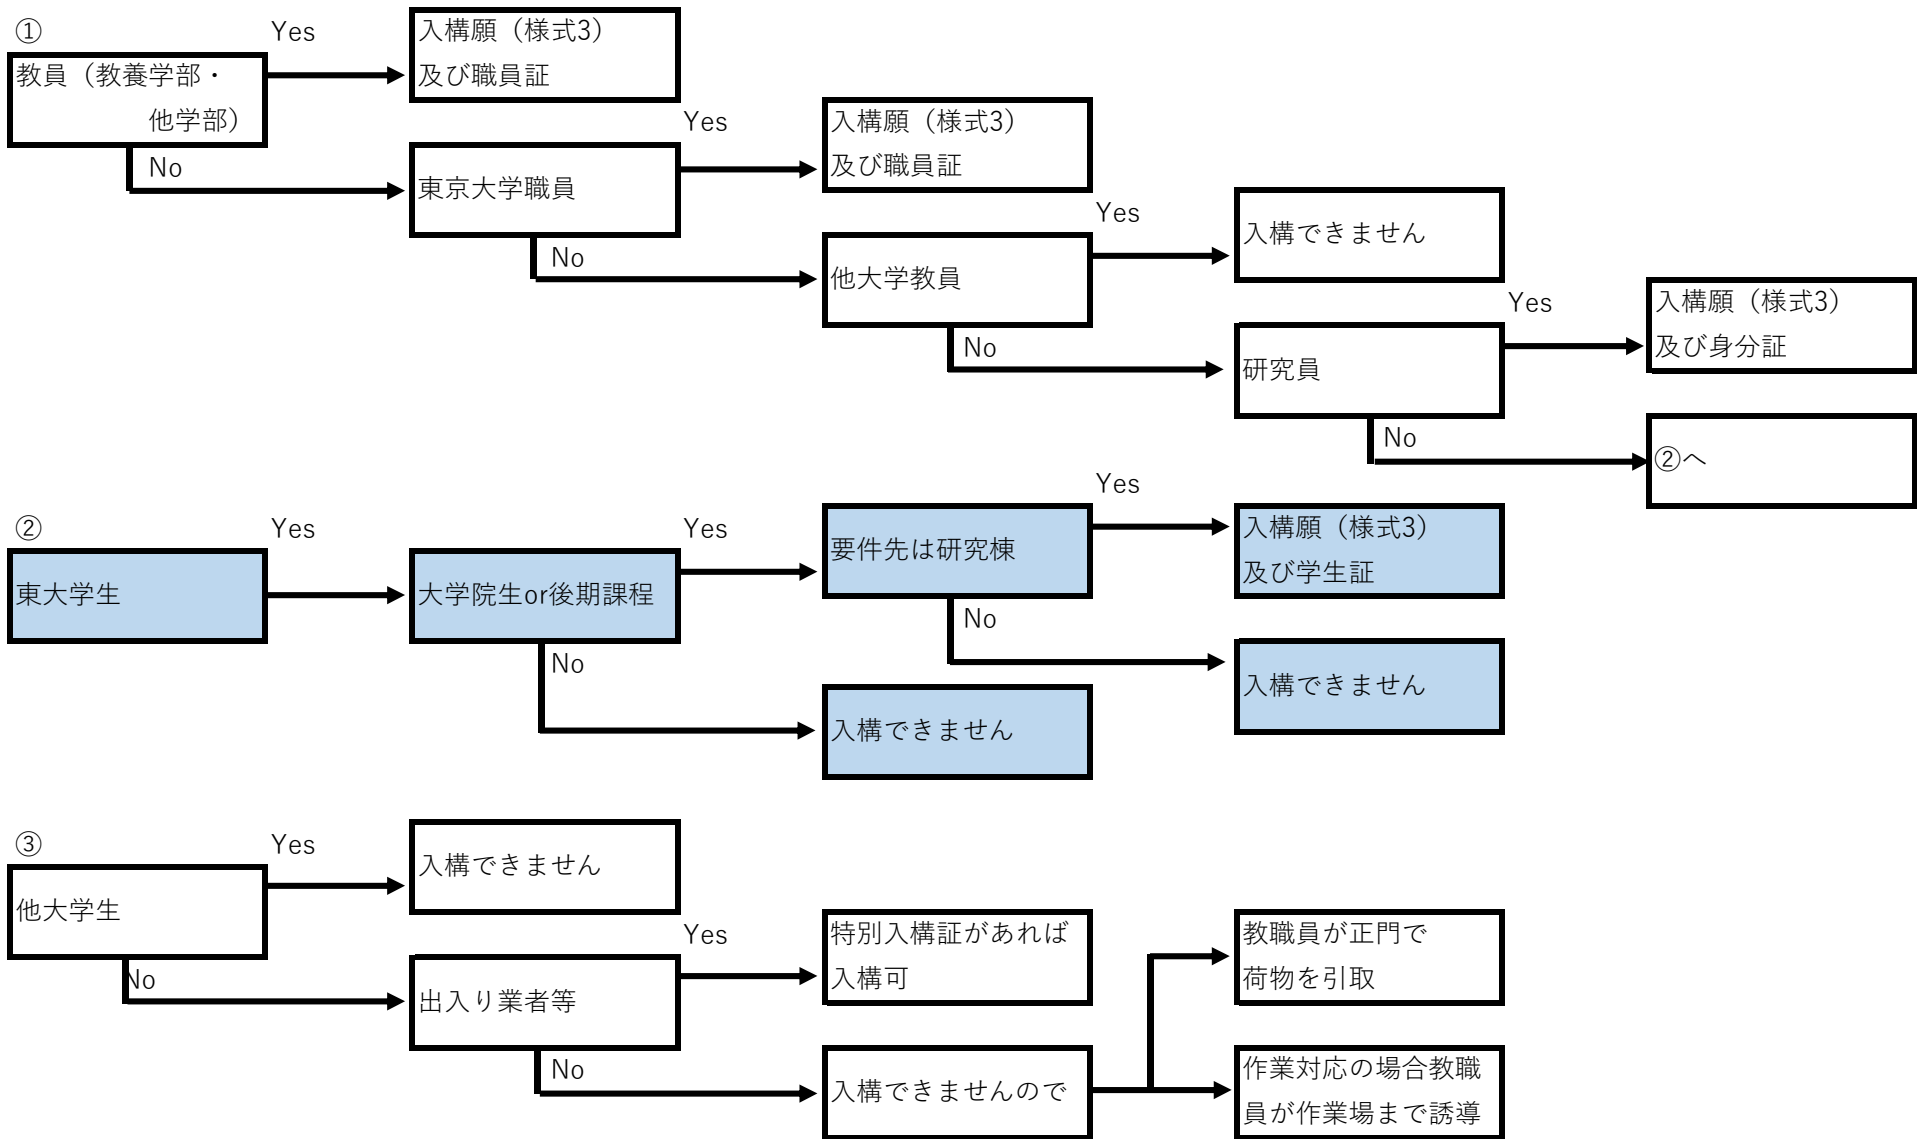 ①
Yes
入構願（様式3）
及び職員証
教員（教養学部・
他学部）
No
Yes
入構願（様式3）
及び職員証
東京大学職員
No
Yes
入構できません
他大学教員
No
Yes
入構願（様式3）
及び身分証
研究員
No
②へ
②
Yes
東大学生
Yes
大学院生or後期課程
Yes
要件先は研究棟
入構願（様式3）
及び学生証
No
入構できません
No
入構できません
③
Yes
入構できません
他大学生
No
Yes
特別入構証があれば
入構可
出入り業者等
No
入構できませんので
教職員が正門で
荷物を引取
作業対応の場合教職
員が作業場まで誘導